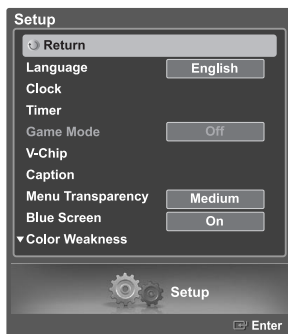 Setup
Return
Language English
Clock
Timer
Game Mode Off
V-Chip
Caption
Menu Transparency Medium
Blue Screen On
▼Color Weakness
Setup
Enter